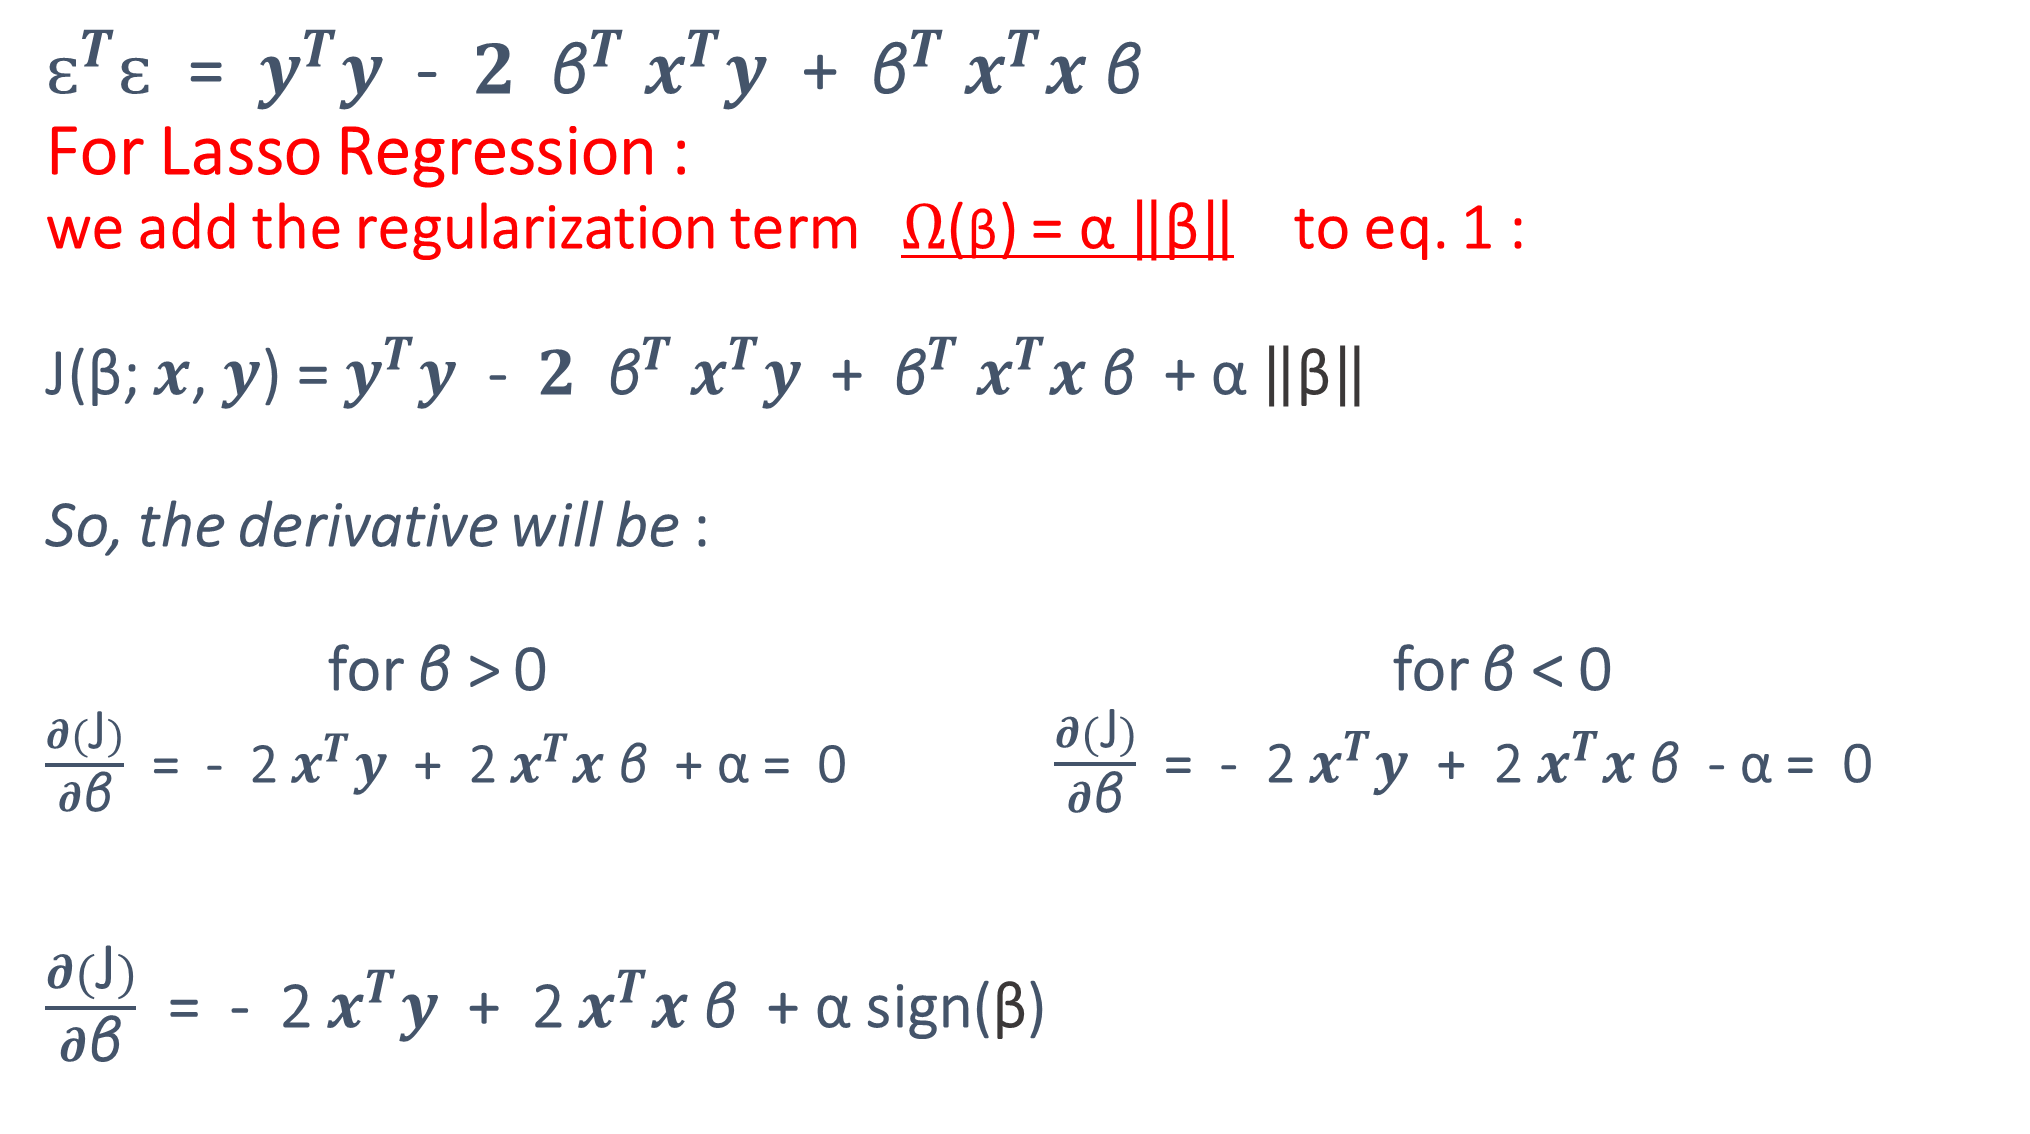 εᵀε = yᵀy - 2 βᵀ xᵀy + βᵀ xᵀx β
For Lasso Regression :
we add the regularization term Ω(β) = α ‖β‖ to eq. 1 :
J(β; x, y) = yᵀy - 2 βᵀ xᵀy + βᵀ xᵀx β + α ‖β‖
So, the derivative will be :
for β > 0
∂(J)/∂β = - 2 xᵀy + 2 xᵀx β + α = 0
for β < 0
∂(J)/∂β = - 2 xᵀy + 2 xᵀx β - α = 0
∂(J)/∂β = - 2 xᵀy + 2 xᵀx β + α sign(β)